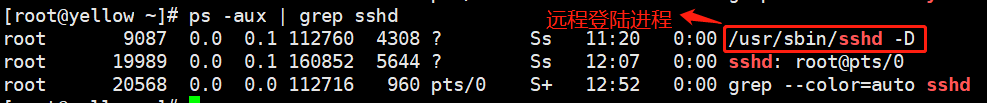 [root@yellow ~]# ps -aux | grep sshd
远程登陆进程
root 9087 0.0 0.1 112760 4308 ? Ss 11:20 0:00 /usr/sbin/sshd -D
root 19989 0.0 0.1 160852 5644 ? Ss 12:07 0:00 sshd: root@pts/0
root 20568 0.0 0.0 112716 960 pts/0 S+ 12:52 0:00 grep --color=auto sshd
[root@yellow ~]#